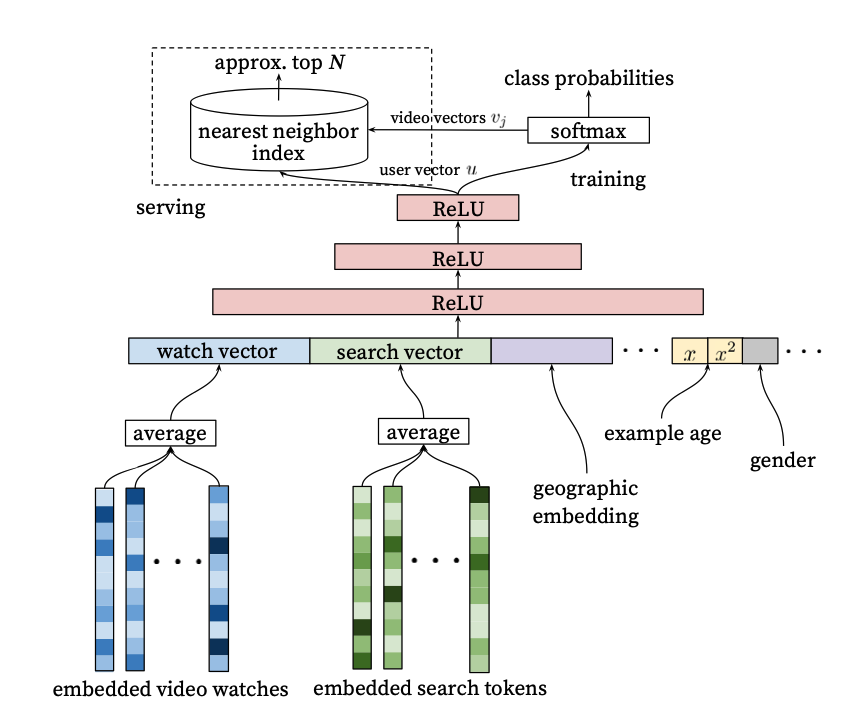 approx. top N
class probabilities
nearest neighbor
index
video vectors v_j
softmax
user vector u
training
serving
ReLU
ReLU
ReLU
watch vector
search vector
· · ·
x
x²
· · ·
average
average
example age
gender
geographic
embedding
· · ·
· · ·
embedded video watches
embedded search tokens